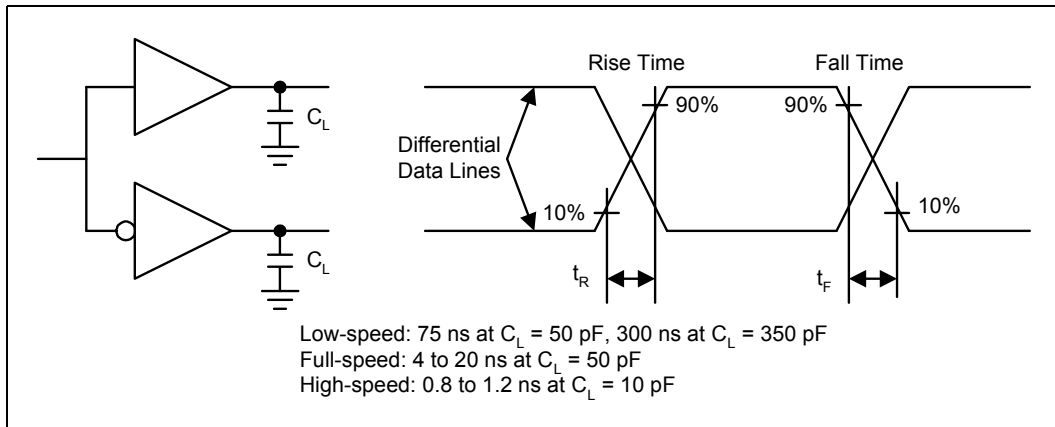 Rise Time
Fall Time
90%
90%
C_L
Differential
Data Lines
10%
10%
C_L
t_R
t_F
Low-speed: 75 ns at C_L = 50 pF, 300 ns at C_L = 350 pF
Full-speed: 4 to 20 ns at C_L = 50 pF
High-speed: 0.8 to 1.2 ns at C_L = 10 pF